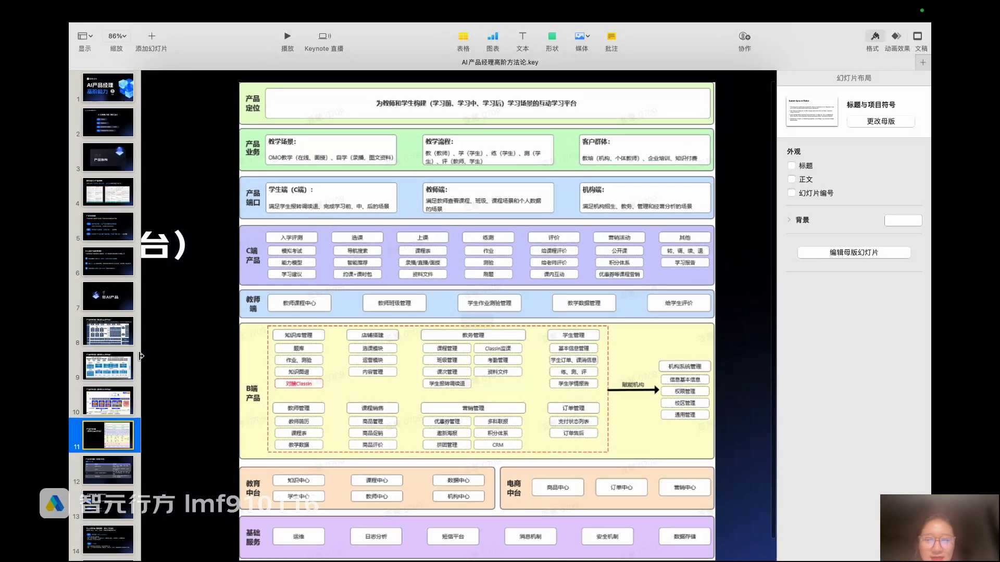 86%
显示
缩放
添加幻灯片
播放
Keynote 直播
表格
图表
文本
形状
媒体
批注
协作
格式
动画效果
文稿
AI产品经理高阶方法论.key
AI产品经理
高阶能力
1
2
产品架构
3
4
5
6
非AI产品
7
8
9
10
11
12
13
14
台）
产品定位
为教师和学生构建（学习前、学习中、学习后）学习场景的互动学习平台
产品业务
教学场景：
OMO教学（在线、面授）、自学（录播、图文资料）
教学流程：
教（教师）、学（学生）、练（学生）、测（学
生）、评（教师、学生）
客户群体：
教培（机构、个体教师）、企业培训、知识付费
产品端口
学生端（C端）：
满足学生报转调续退、完成学习前、中、后的场景
教师端：
满足教师查看课程、班级、课程场景和个人数据
的场景
机构端：
满足机构招生、教务、管理和经营分析的场景
C端产品
入学评测 选课 上课 练测 评价 营销活动 其他
模拟考试 导航搜索 课程表 作业 给课程评价 公开课 转、调、续、退
能力模型 智能推荐 录播/直播/面授 测验 给老师评价 积分体系 学习报告
学习建议 约课+课时包 资料文件 刷题 课内互动 优惠券等课程营销
教师端
教师课程中心 教师班级管理 学生作业测验管理 教学数据管理 给学生评价
B端产品
知识库管理 店铺搭建 教务管理 学生管理
题库 选课模块 课程管理 ClassIn监课 基本信息管理
作业、测验 运营模块 班级管理 考勤管理 学生订单、课消信息
知识图谱 内容管理 课次管理 资料文件 练、测、评
对接ClassIn 学生报转调续退 学生学情报告
教师管理 课程销售 营销管理 订单管理
教师简历 商品管理 优惠券管理 多科联报 支付状态列表
课程表 商品促销 邀新海报 积分体系 订单售后
教学数据 商品评价 拼团管理 CRM
赋能机构
机构系统管理
信息基本信息
权限管理
校区管理
通用管理
教育中台
知识中心 课程中心 数据中心
学生中心 教师中心 机构中心
电商中台
商品中心 订单中心 营销中心
基础服务
运维 日志分析 短信平台 消息机制 安全机制 数据存储
幻灯片布局
标题与项目符号
更改母版
外观
标题
正文
幻灯片编号
背景
编辑母版幻灯片
智元行方 lmf910116